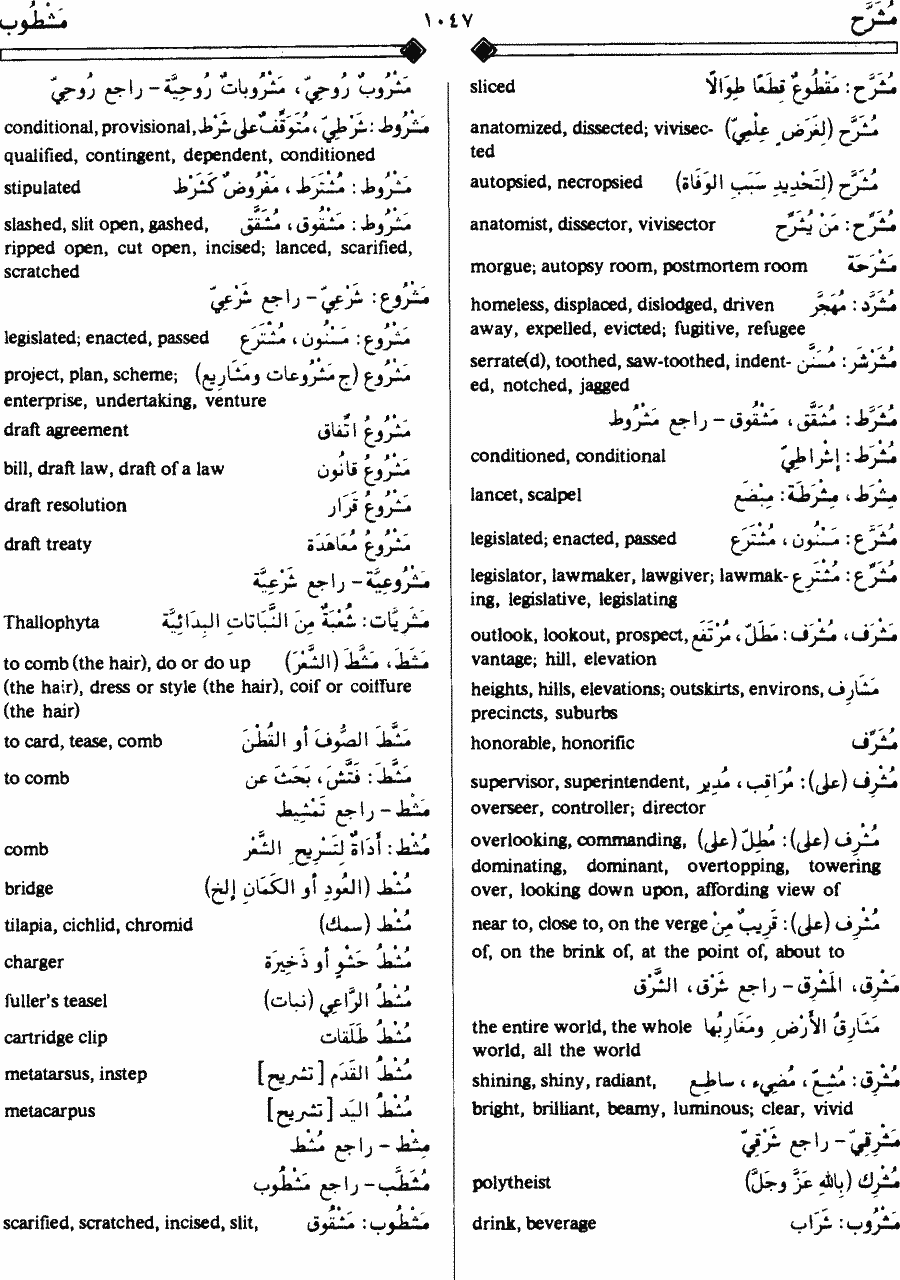 مُشَرَّح
١٠٤٧
مَشْطُوب
مُشَرَّح: مَقْطُوعٌ قِطَعًا طِوَالًا sliced
مُشَرَّح (لِغَرَضٍ عِلْمِيّ) anatomized, dissected; vivisec-
ted
مُشَرَّح (لِتَحْدِيدِ سَبَبِ الوَفَاة) autopsied, necropsied
مُشَرِّح: مَنْ يُشَرِّح anatomist, dissector, vivisector
مَشْرَحَة morgue; autopsy room, postmortem room
مُشَرَّد: مُهَجَّر homeless, displaced, dislodged, driven
away, expelled, evicted; fugitive, refugee
مُشَرْشَر: مُسَنَّن serrate(d), toothed, saw-toothed, indent-
ed, notched, jagged
مُشَرَّط: مُشَقَّق، مَشْقُوق - راجع مَشْرُوط
مُشْرَط: إشْرَاطِيّ conditioned, conditional
مِشْرَط، مِشْرَطَة: مِبْضَع lancet, scalpel
مُشَرَّع: مَسْنُون، مُشْتَرَع legislated; enacted, passed
مُشَرِّع: مُشْتَرِع legislator, lawmaker, lawgiver; lawmak-
ing, legislative, legislating
مَشْرَف، مُشْرَف: مَطَلّ، مُرْتَفَع outlook, lookout, prospect,
vantage; hill, elevation
مَشَارِف heights, hills, elevations; outskirts, environs,
precincts, suburbs
مُشَرِّف honorable, honorific
مُشْرِف (على): مُرَاقِب، مُدِير supervisor, superintendent,
overseer, controller; director
مُشْرِف (على): مُطِلّ (على) overlooking, commanding,
dominating, dominant, overtopping, towering
over, looking down upon, affording view of
مُشْرِف (على): قَرِيبٌ مِنْ near to, close to, on the verge
of, on the brink of, at the point of, about to
مَشْرِق، المَشْرِق - راجع شَرْق، الشَّرْق
مَشَارِقُ الأَرْضِ ومَغَارِبُها the entire world, the whole
world, all the world
مُشْرِق: مُشِعّ، مُضِيء، ساطِع shining, shiny, radiant,
bright, brilliant, beamy, luminous; clear, vivid
مَشْرِقِيّ - راجع شَرْقِيّ
مُشْرِك (بِاللهِ عَزَّ وجَلَّ) polytheist
مَشْرُوب: شَرَاب drink, beverage
مَشْرُوبٌ رُوحِيّ، مَشْرُوباتٌ رُوحِيَّة - راجع رُوحِيّ
مَشْرُوط: شَرْطِيّ، مُتَوَقِّفٌ على شَرْط conditional, provisional,
qualified, contingent, dependent, conditioned
مَشْرُوط: مُشْتَرَط، مَفْرُوضٌ كَشَرْط stipulated
مَشْرُوط: مَشْقُوق، مُشَقَّق slashed, slit open, gashed,
ripped open, cut open, incised; lanced, scarified,
scratched
مَشْرُوع: شَرْعِيّ - راجع شَرْعِيّ
مَشْرُوع: مَسْنُون، مُشْتَرَع legislated; enacted, passed
مَشْرُوع (ج مَشْرُوعات ومَشَارِيع) project, plan, scheme;
enterprise, undertaking, venture
مَشْرُوعُ اتِّفاق draft agreement
مَشْرُوعُ قانُون bill, draft law, draft of a law
مَشْرُوعُ قَرَار draft resolution
مَشْرُوعُ مُعَاهَدَة draft treaty
مَشْرُوعِيَّة - راجع شَرْعِيَّة
مَشْرِيَّات: شُعْبَةٌ مِنَ النَّبَاتَاتِ البِدَائِيَّة Thallophyta
مَشَطَ، مَشَّطَ (الشَّعْرَ) to comb (the hair), do or do up
(the hair), dress or style (the hair), coif or coiffure
(the hair)
مَشَّطَ الصُّوفَ أو القُطْنَ to card, tease, comb
مَشَّطَ: فَتَّشَ، بَحَثَ عن to comb
مَشْط - راجع تَمْشِيط
مُشْط: أَدَاةٌ لِتَسْرِيحِ الشَّعْر comb
مُشْط (العُودِ أو الكَمَانِ إلخ) bridge
مُشْط (سمك) tilapia, cichlid, chromid
مُشْطُ حَشْوٍ أو ذَخِيرَة charger
مُشْطُ الرَّاعِي (نبات) fuller's teasel
مُشْطُ طَلَقَات cartridge clip
مُشْطُ القَدَم [تشريح] metatarsus, instep
مُشْطُ اليَد [تشريح] metacarpus
مِشْط - راجع مُشْط
مُشَطَّب - راجع مَشْطُوب
مَشْطُوب: مَشْقُوق scarified, scratched, incised, slit,